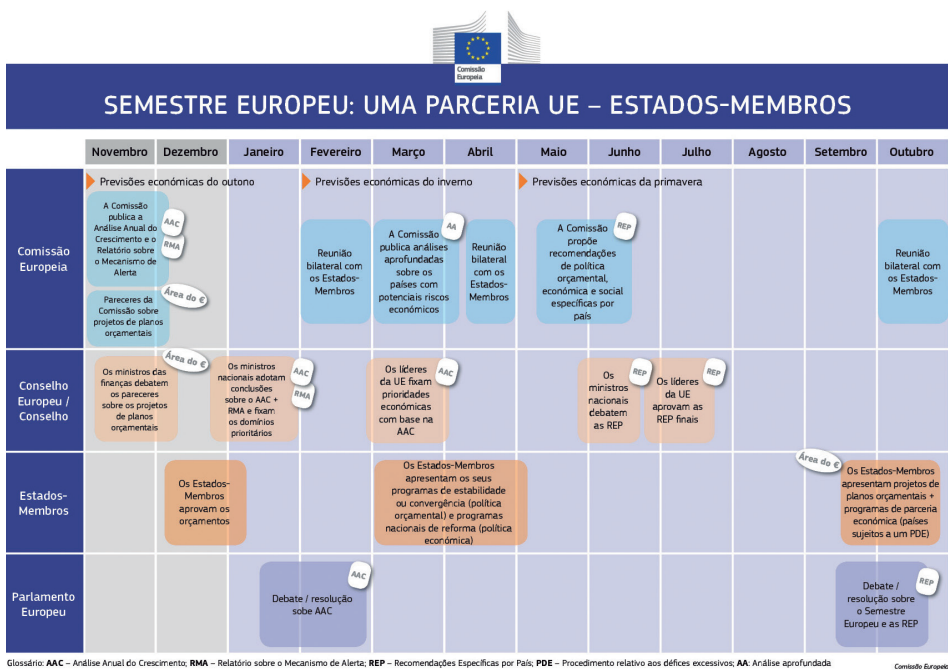 Comissão
Europeia
SEMESTRE EUROPEU: UMA PARCERIA UE – ESTADOS-MEMBROS
Novembro Dezembro Janeiro Fevereiro Março Abril Maio Junho Julho Agosto Setembro Outubro
Comissão
Europeia
Previsões económicas do outono
Previsões económicas do inverno
Previsões económicas da primavera
A Comissão
publica a
Análise Anual do
Crescimento e o
Relatório sobre
o Mecanismo de
Alerta
AAC
RMA
Pareceres da
Comissão sobre
projetos de planos
orçamentais
Área do €
Reunião
bilateral com
os Estados-
Membros
A Comissão
publica análises
aprofundadas
sobre os
países com
potenciais riscos
económicos
AA
Reunião
bilateral
com os
Estados-
Membros
A Comissão
propõe
recomendações
de política
orçamental,
económica e social
específicas por
país
REP
Reunião
bilateral com
os Estados-
Membros
Conselho
Europeu /
Conselho
Os ministros das
finanças debatem
os pareceres
sobre os projetos
de planos
orçamentais
Área do €
Os ministros
nacionais adotam
conclusões
sobre o AAC +
RMA e fixam
os domínios
prioritários
AAC
RMA
Os líderes
da UE fixam
prioridades
económicas
com base na
AAC
AAC
Os
ministros
nacionais
debatem
as REP
REP
Os líderes
da UE
aprovam as
REP finais
REP
Estados-
Membros
Os Estados-
Membros
aprovam os
orçamentos
Os Estados-Membros
apresentam os seus
programas de estabilidade
ou convergência (política
orçamental) e programas
nacionais de reforma (política
económica)
Área do €
Os Estados-Membros
apresentam projetos de
planos orçamentais +
programas de parceria
económica (países
sujeitos a um PDE)
Parlamento
Europeu
Debate / resolução
sobe AAC
AAC
Debate /
resolução sobre
o Semestre
Europeu e as REP
REP
Glossário: AAC – Análise Anual do Crescimento; RMA – Relatório sobre o Mecanismo de Alerta; REP – Recomendações Específicas por País; PDE – Procedimento relativo aos défices excessivos; AA: Análise aprofundada
Comissão Europeia